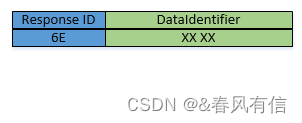 Response ID DataIdentifier
6E XX XX
CSDN @&春风有信